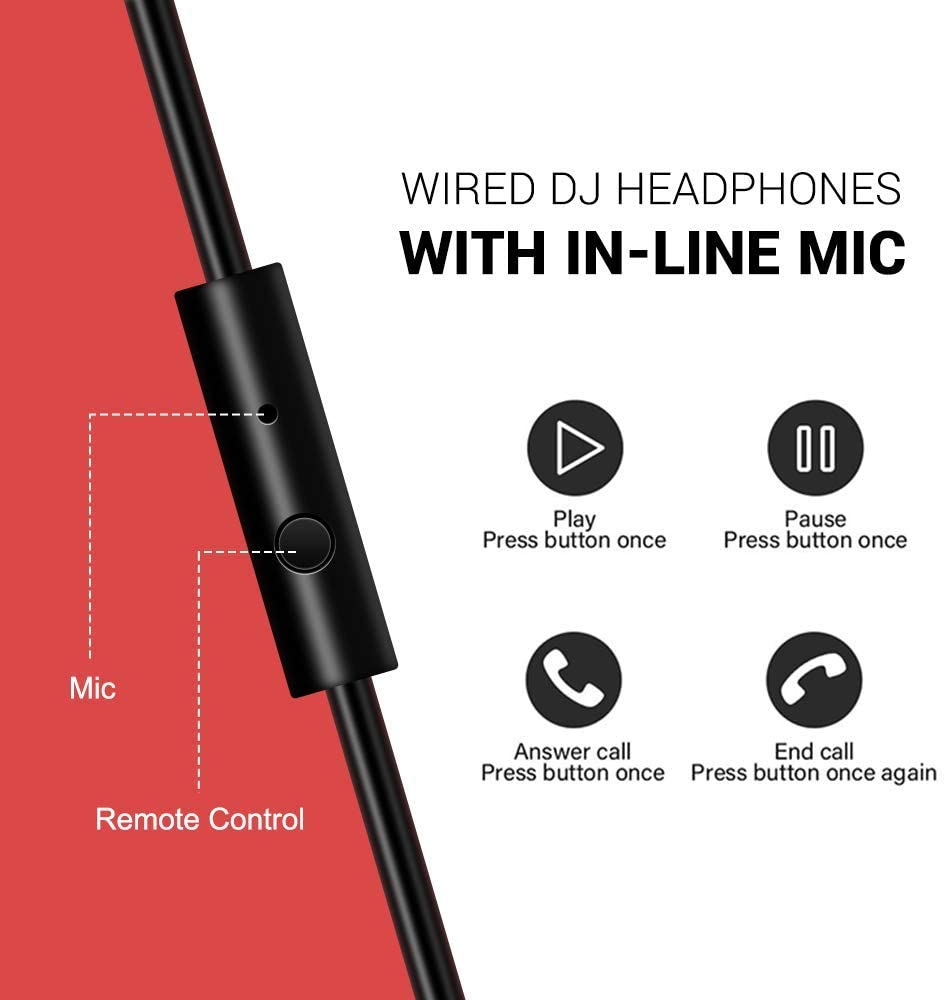 WIRED DJ HEADPHONES
WITH IN-LINE MIC
Play
Press button once
Pause
Press button once
Mic
Answer call
Press button once
End call
Press button once again
Remote Control